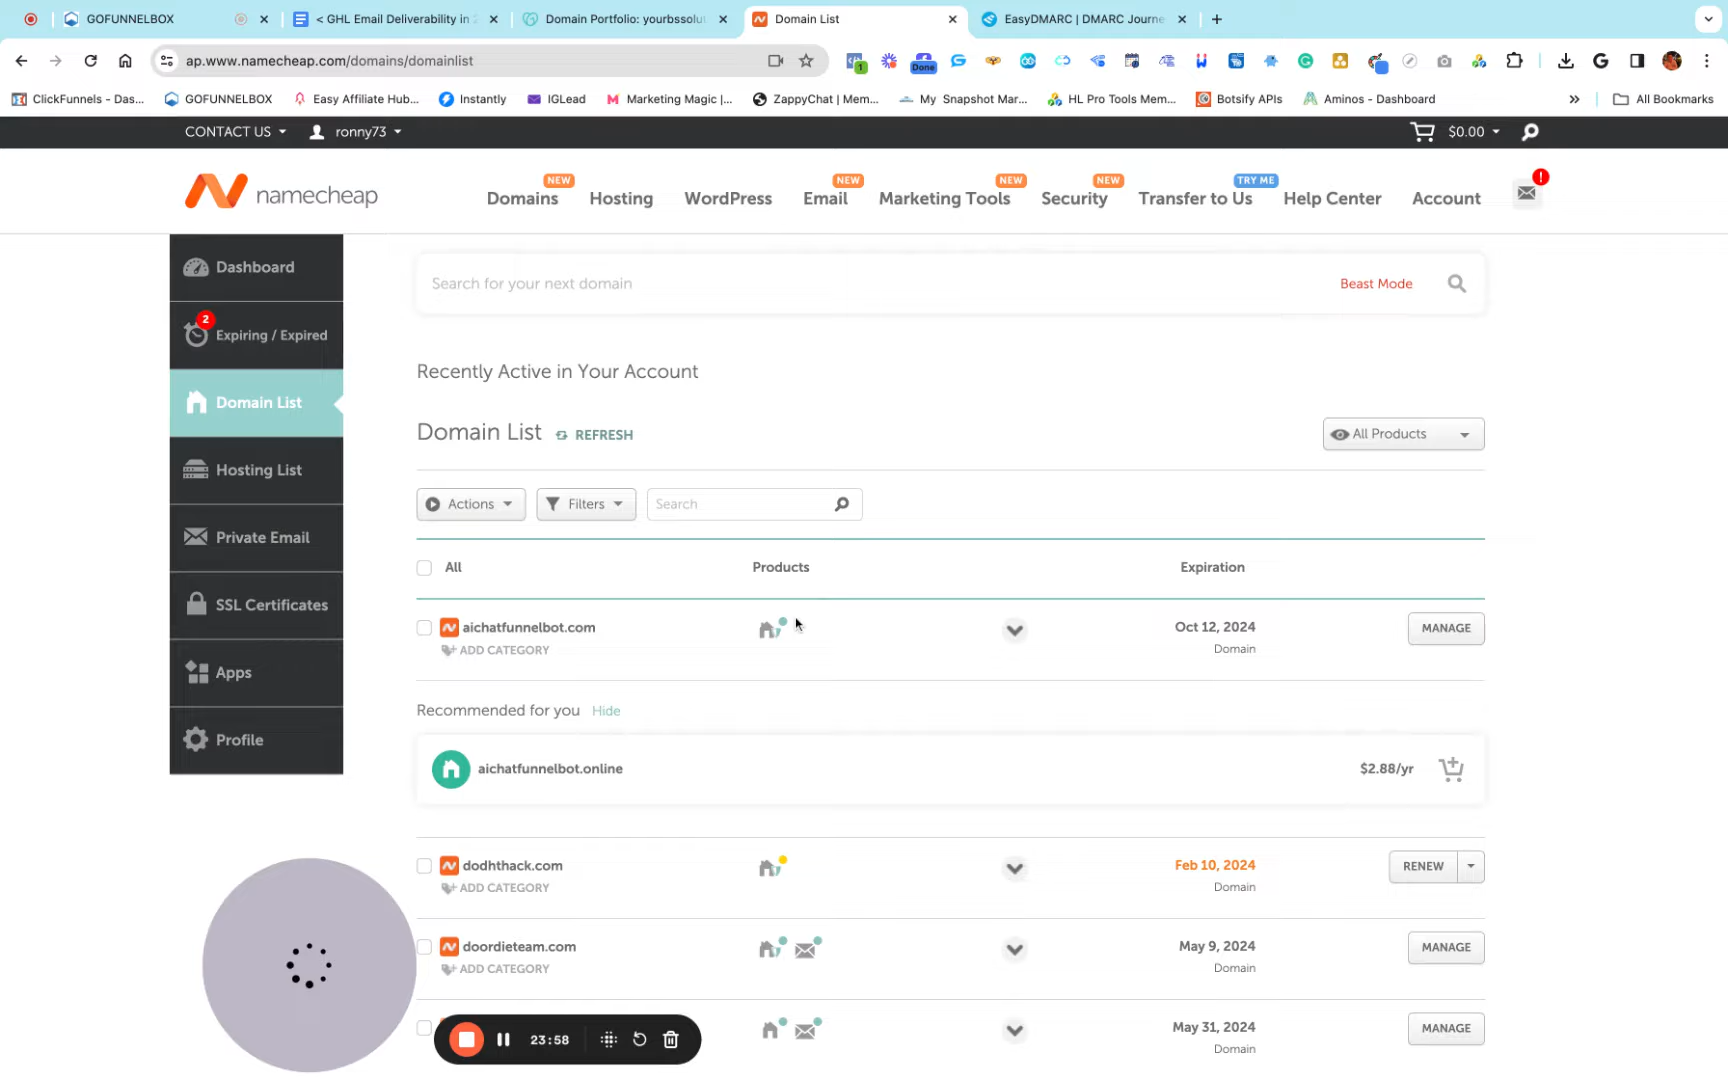 GOFUNNELBOX
< GHL Email Deliverability in 2
Domain Portfolio: yourbssolu
Domain List
EasyDMARC | DMARC Journe
ap.www.namecheap.com/domains/domainlist
1
Done
ClickFunnels - Das...
GOFUNNELBOX
Easy Affiliate Hub...
Instantly
IGLead
Marketing Magic |...
ZappyChat | Mem...
My Snapshot Mar...
HL Pro Tools Mem...
Botsify APIs
Aminos - Dashboard
All Bookmarks
CONTACT US
ronny73
$0.00
namecheap
Domains NEW
Hosting
WordPress
Email NEW
Marketing Tools NEW
Security NEW
Transfer to Us TRY ME
Help Center
Account
!
Dashboard
2
Expiring / Expired
Domain List
Hosting List
Private Email
SSL Certificates
Apps
Profile
Search for your next domain
Beast Mode
Recently Active in Your Account
Domain List REFRESH
All Products
Actions
Filters
Search
All Products Expiration
aichatfunnelbot.com Oct 12, 2024 MANAGE
ADD CATEGORY Domain
Recommended for you Hide
aichatfunnelbot.online $2.88/yr
dodhthack.com Feb 10, 2024 RENEW
ADD CATEGORY Domain
doordieteam.com May 9, 2024 MANAGE
ADD CATEGORY Domain
May 31, 2024 MANAGE
Domain
23:58